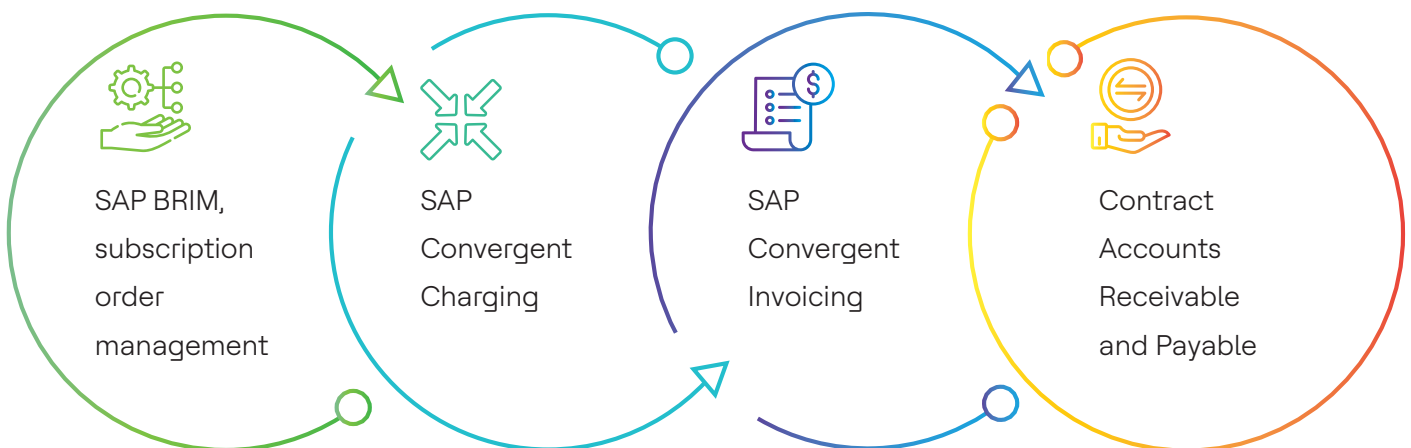 SAP BRIM,
subscription
order
management
SAP
Convergent
Charging
$
SAP
Convergent
Invoicing
Contract
Accounts
Receivable
and Payable